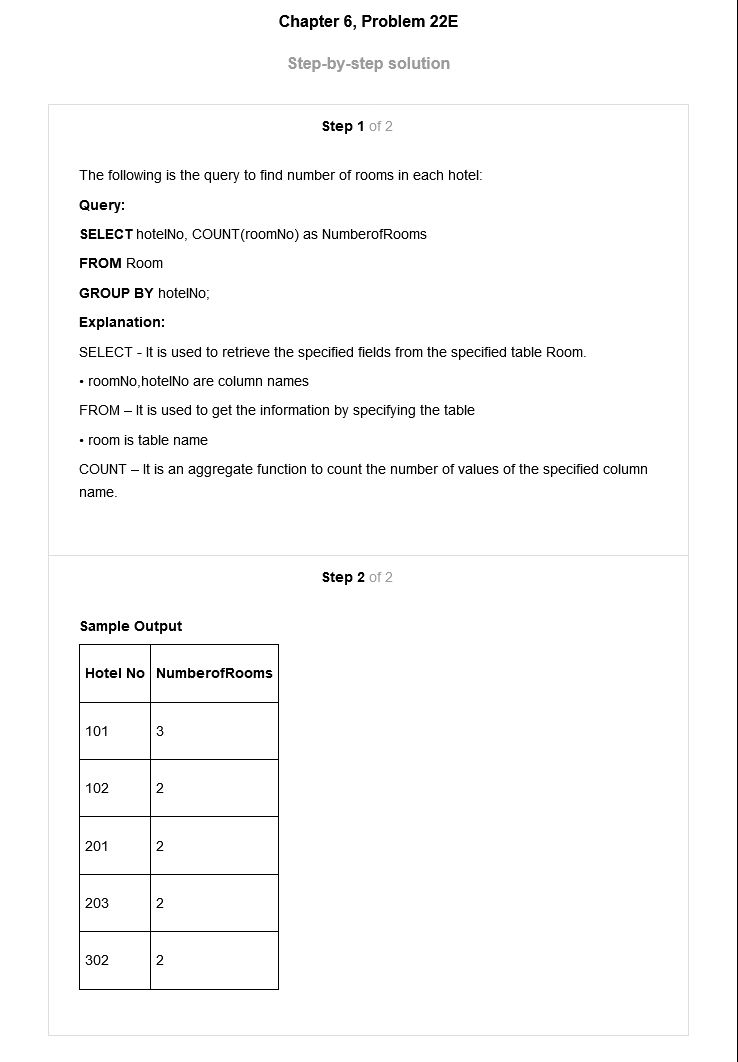 Chapter 6, Problem 22E
Step-by-step solution
Step 1 of 2
The following is the query to find number of rooms in each hotel:
Query:
SELECT hotelNo, COUNT(roomNo) as NumberofRooms
FROM Room
GROUP BY hotelNo;
Explanation:
SELECT - It is used to retrieve the specified fields from the specified table Room.
• roomNo,hotelNo are column names
FROM – It is used to get the information by specifying the table
• room is table name
COUNT – It is an aggregate function to count the number of values of the specified column
name.
Step 2 of 2
Sample Output
Hotel No NumberofRooms
101 3
102 2
201 2
203 2
302 2